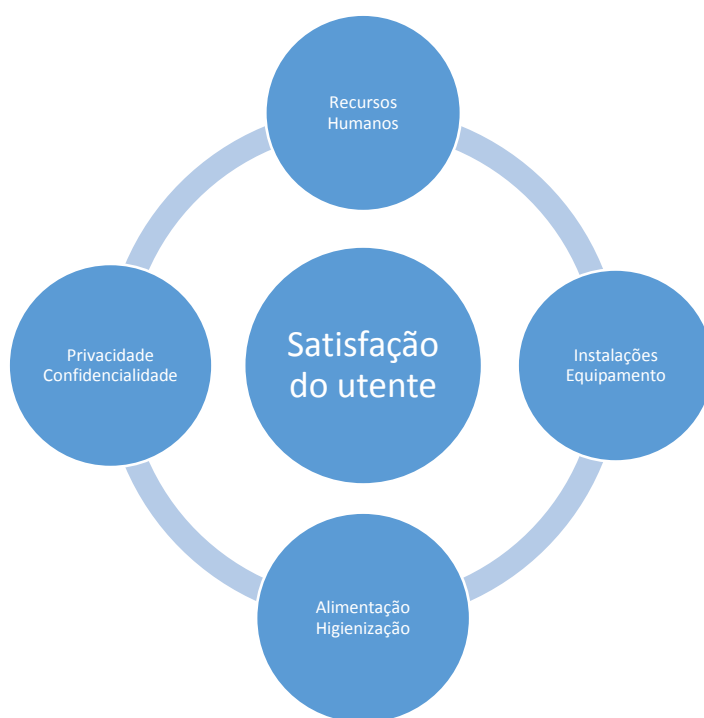 Recursos
Humanos
Privacidade
Confidencialidade
Satisfação
do utente
Instalações
Equipamento
Alimentação
Higienização